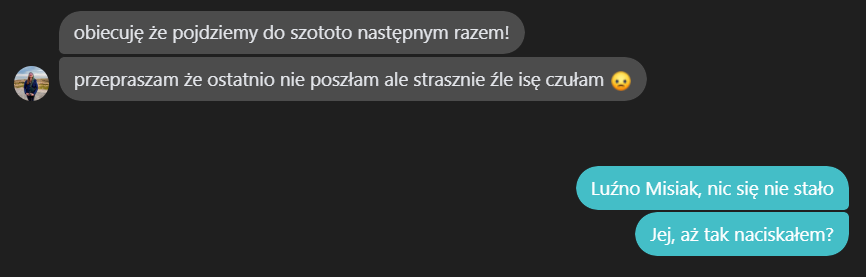 obiecuję że pojdziemy do szototo następnym razem!
przepraszam że ostatnio nie poszłam ale strasznie źle isę czułam 😟
Luźno Misiak, nic się nie stało
Jej, aż tak naciskałem?